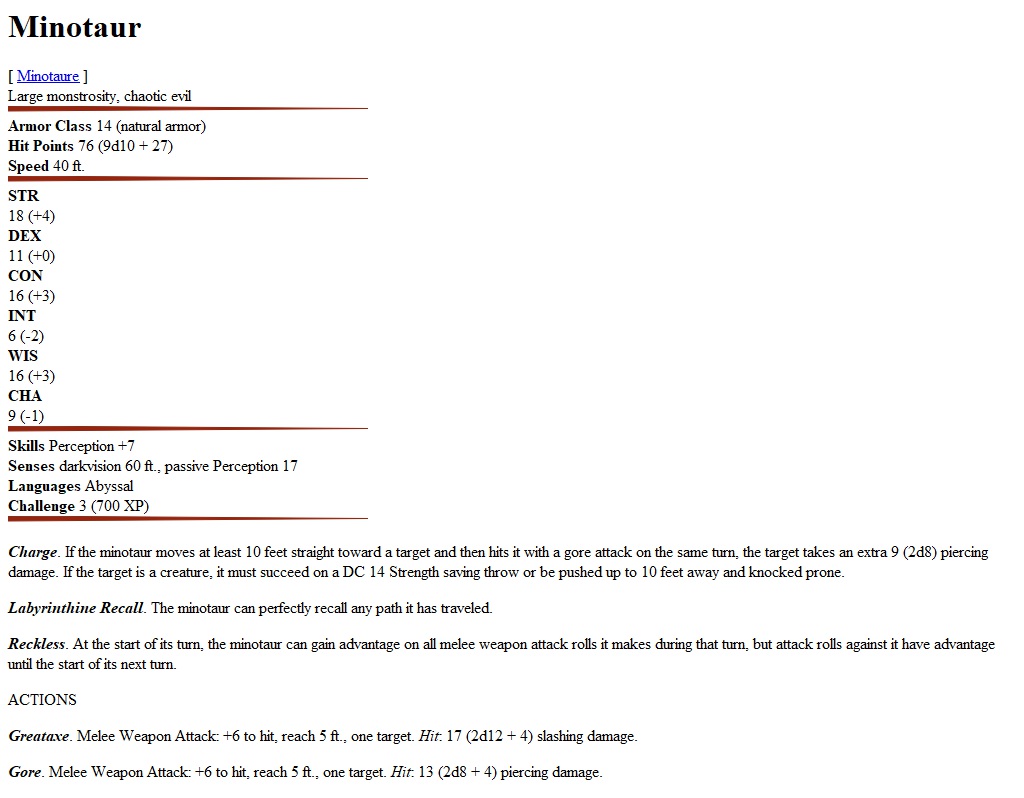 Minotaur
[ Minotaure ]
Large monstrosity, chaotic evil
Armor Class 14 (natural armor)
Hit Points 76 (9d10 + 27)
Speed 40 ft.
STR
18 (+4)
DEX
11 (+0)
CON
16 (+3)
INT
6 (-2)
WIS
16 (+3)
CHA
9 (-1)
Skills Perception +7
Senses darkvision 60 ft., passive Perception 17
Languages Abyssal
Challenge 3 (700 XP)
Charge. If the minotaur moves at least 10 feet straight toward a target and then hits it with a gore attack on the same turn, the target takes an extra 9 (2d8) piercing
damage. If the target is a creature, it must succeed on a DC 14 Strength saving throw or be pushed up to 10 feet away and knocked prone.
Labyrinthine Recall. The minotaur can perfectly recall any path it has traveled.
Reckless. At the start of its turn, the minotaur can gain advantage on all melee weapon attack rolls it makes during that turn, but attack rolls against it have advantage
until the start of its next turn.
ACTIONS
Greataxe. Melee Weapon Attack: +6 to hit, reach 5 ft., one target. Hit: 17 (2d12 + 4) slashing damage.
Gore. Melee Weapon Attack: +6 to hit, reach 5 ft., one target. Hit: 13 (2d8 + 4) piercing damage.